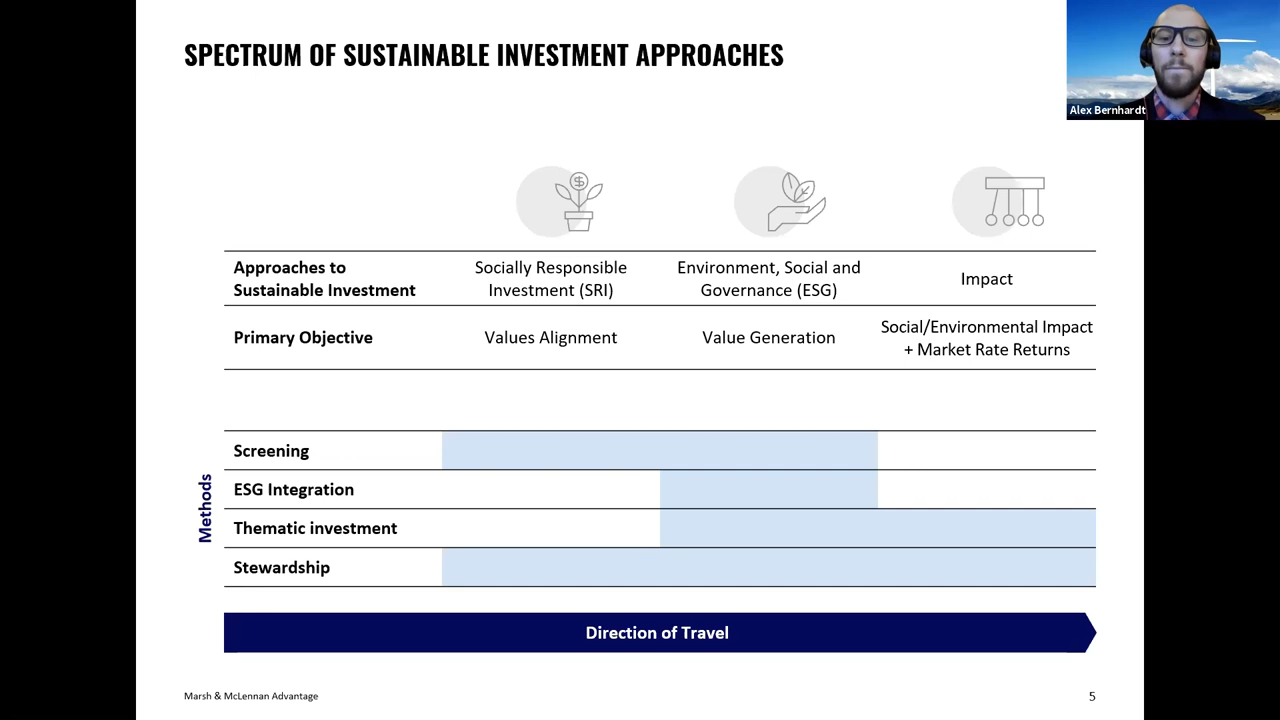 SPECTRUM OF SUSTAINABLE INVESTMENT APPROACHES
Alex Bernhardt
$
Approaches to
Sustainable Investment
Socially Responsible
Investment (SRI)
Environment, Social and
Governance (ESG)
Impact
Primary Objective
Values Alignment
Value Generation
Social/Environmental Impact
+ Market Rate Returns
Methods
Screening
ESG Integration
Thematic investment
Stewardship
Direction of Travel
Marsh & McLennan Advantage
5